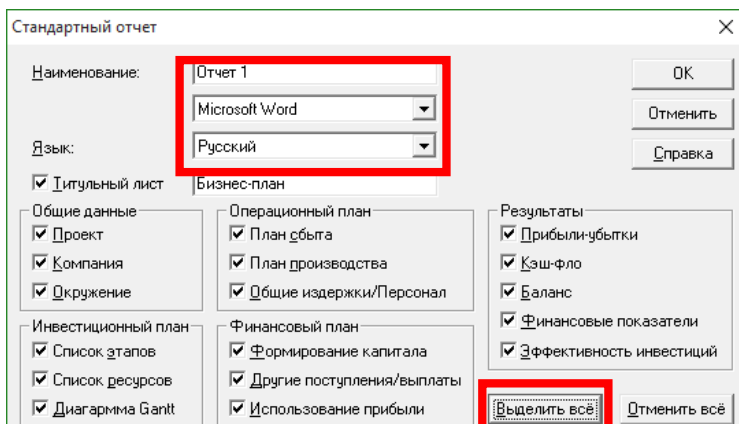 Стандартный отчет
Наименование:
Отчет 1
OK
Microsoft Word
Отменить
Язык:
Русский
Справка
Титульный лист
Бизнес-план
Общие данные
Проект
Компания
Окружение
Операционный план
План сбыта
План производства
Общие издержки/Персонал
Результаты
Прибыли-убытки
Кэш-фло
Баланс
Финансовые показатели
Эффективность инвестиций
Инвестиционный план
Список этапов
Список ресурсов
Диагармма Gantt
Финансовый план
Формирование капитала
Другие поступления/выплаты
Использование прибыли
Выделить всё
Отменить всё